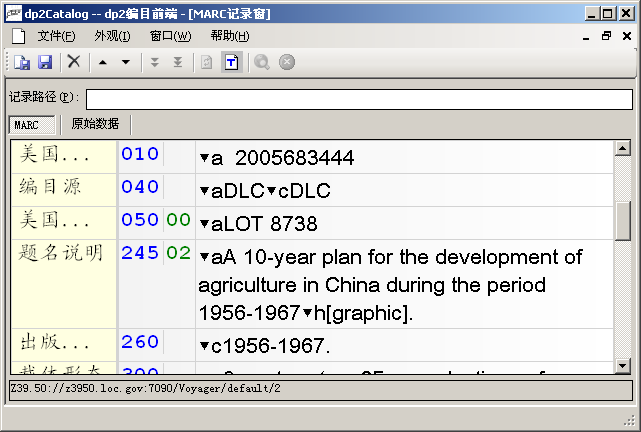 dp2Catalog -- dp2编目前端 - [MARC记录窗]
文件(F) 外观(I) 窗口(W) 帮助(H)
记录路径(P):
MARC 原始数据
美国... 010 ▼a 2005683444
编目源 040 ▼aDLC▼cDLC
美国... 050 00 ▼aLOT 8738
题名说明 245 02 ▼aA 10-year plan for the development of
agriculture in China during the period
1956-1967▼h[graphic].
出版... 260 ▼c1956-1967.
载体形态 300
Z39.50://z3950.loc.gov:7090/Voyager/default/2